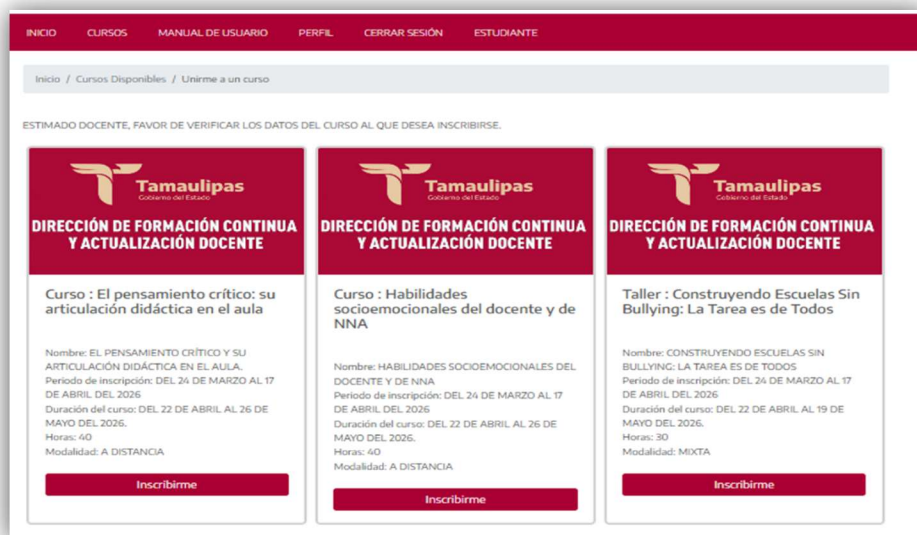 INICIO CURSOS MANUAL DE USUARIO PERFIL CERRAR SESIÓN ESTUDIANTE
Inicio / Cursos Disponibles / Unirme a un curso
ESTIMADO DOCENTE, FAVOR DE VERIFICAR LOS DATOS DEL CURSO AL QUE DESEA INSCRIBIRSE.
Tamaulipas
Gobierno del Estado
DIRECCIÓN DE FORMACIÓN CONTINUA
Y ACTUALIZACIÓN DOCENTE
Curso : El pensamiento crítico: su
articulación didáctica en el aula
Nombre: EL PENSAMIENTO CRÍTICO Y SU
ARTICULACIÓN DIDÁCTICA EN EL AULA.
Periodo de inscripción: DEL 24 DE MARZO AL 17
DE ABRIL DEL 2026
Duración del curso: DEL 22 DE ABRIL AL 26 DE
MAYO DEL 2026.
Horas: 40
Modalidad: A DISTANCIA
Inscribirme
Tamaulipas
Gobierno del Estado
DIRECCIÓN DE FORMACIÓN CONTINUA
Y ACTUALIZACIÓN DOCENTE
Curso : Habilidades
socioemocionales del docente y de
NNA
Nombre: HABILIDADES SOCIOEMOCIONALES DEL
DOCENTE Y DE NNA
Periodo de inscripción: DEL 24 DE MARZO AL 17
DE ABRIL DEL 2026
Duración del curso: DEL 22 DE ABRIL AL 26 DE
MAYO DEL 2026.
Horas: 40
Modalidad: A DISTANCIA
Inscribirme
Tamaulipas
Gobierno del Estado
DIRECCIÓN DE FORMACIÓN CONTINUA
Y ACTUALIZACIÓN DOCENTE
Taller : Construyendo Escuelas Sin
Bullying: La Tarea es de Todos
Nombre: CONSTRUYENDO ESCUELAS SIN
BULLYING: LA TAREA ES DE TODOS
Periodo de inscripción: DEL 24 DE MARZO AL 17
DE ABRIL DEL 2026
Duración del curso: DEL 22 DE ABRIL AL 19 DE
MAYO DEL 2026.
Horas: 30
Modalidad: MIXTA
Inscribirme